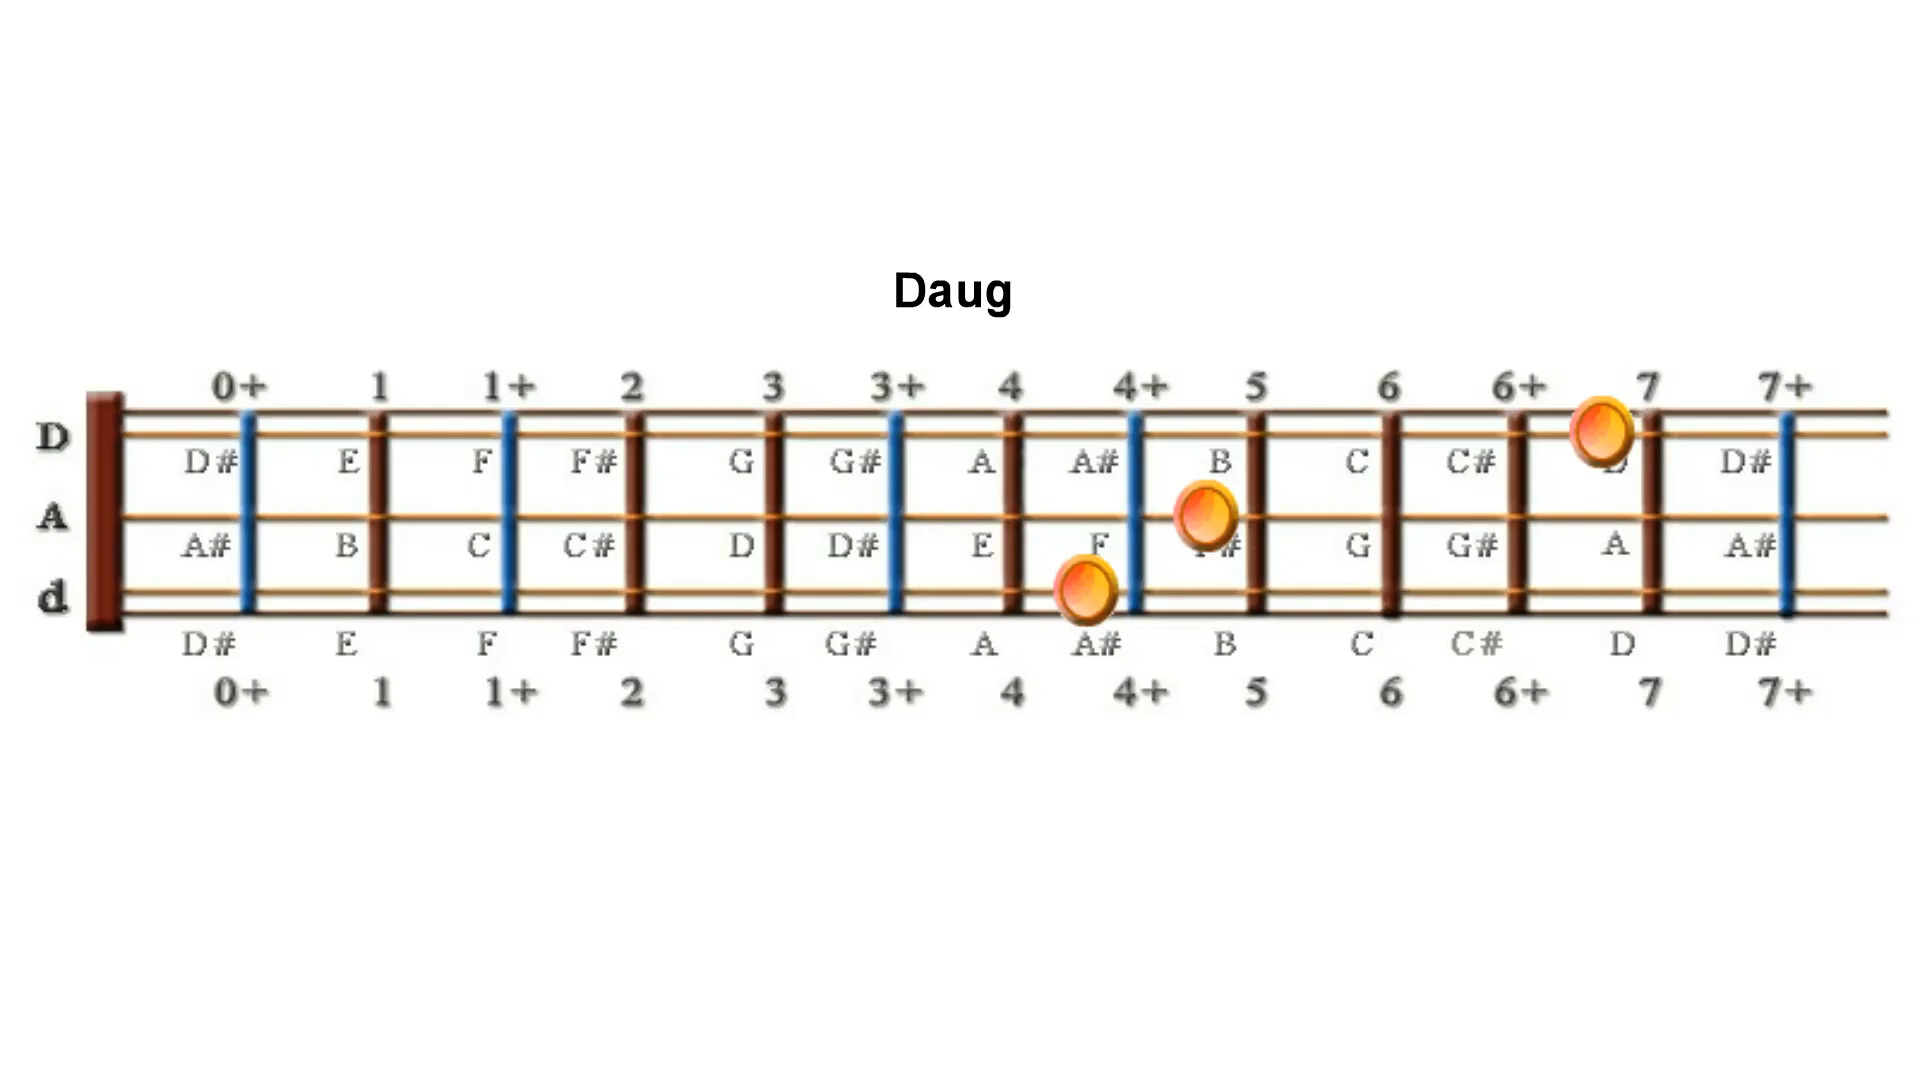 Daug
0+ 1 1+ 2 3 3+ 4 4+ 5 6 6+ 7 7+
D
D# E F F# G G# A A# B C C# D#
A
A# B C C# D D# E F G G# A A#
d
D# E F F# G G# A A# B C C# D D#
0+ 1 1+ 2 3 3+ 4 4+ 5 6 6+ 7 7+